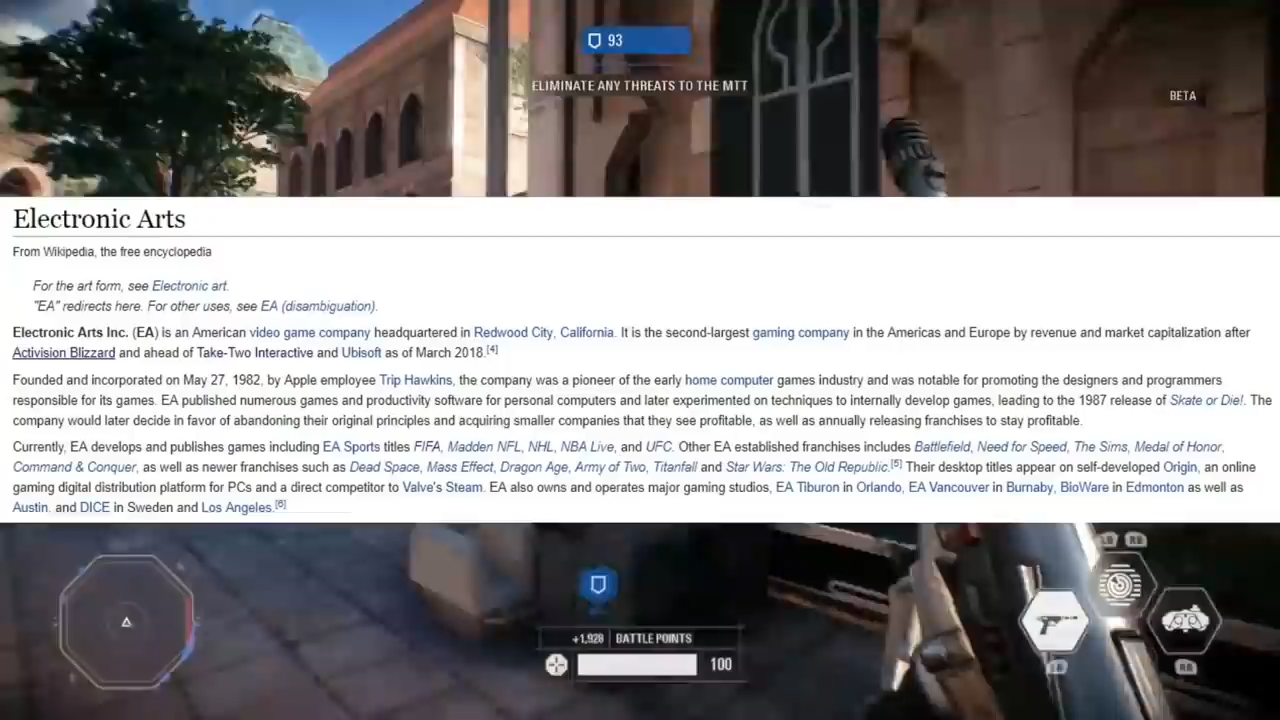 93
ELIMINATE ANY THREATS TO THE MTT
BETA
Electronic Arts
From Wikipedia, the free encyclopedia
For the art form, see Electronic art.
"EA" redirects here. For other uses, see EA (disambiguation).
Electronic Arts Inc. (EA) is an American video game company headquartered in Redwood City, California. It is the second-largest gaming company in the Americas and Europe by revenue and market capitalization after
Activision Blizzard and ahead of Take-Two Interactive and Ubisoft as of March 2018.[4]
Founded and incorporated on May 27, 1982, by Apple employee Trip Hawkins, the company was a pioneer of the early home computer games industry and was notable for promoting the designers and programmers
responsible for its games. EA published numerous games and productivity software for personal computers and later experimented on techniques to internally develop games, leading to the 1987 release of Skate or Die!. The
company would later decide in favor of abandoning their original principles and acquiring smaller companies that they see profitable, as well as annually releasing franchises to stay profitable.
Currently, EA develops and publishes games including EA Sports titles FIFA, Madden NFL, NHL, NBA Live, and UFC. Other EA established franchises includes Battlefield, Need for Speed, The Sims, Medal of Honor,
Command & Conquer, as well as newer franchises such as Dead Space, Mass Effect, Dragon Age, Army of Two, Titanfall and Star Wars: The Old Republic.[5] Their desktop titles appear on self-developed Origin, an online
gaming digital distribution platform for PCs and a direct competitor to Valve's Steam. EA also owns and operates major gaming studios, EA Tiburon in Orlando, EA Vancouver in Burnaby, BioWare in Edmonton as well as
Austin. and DICE in Sweden and Los Angeles.[6]
+1,928 BATTLE POINTS
100